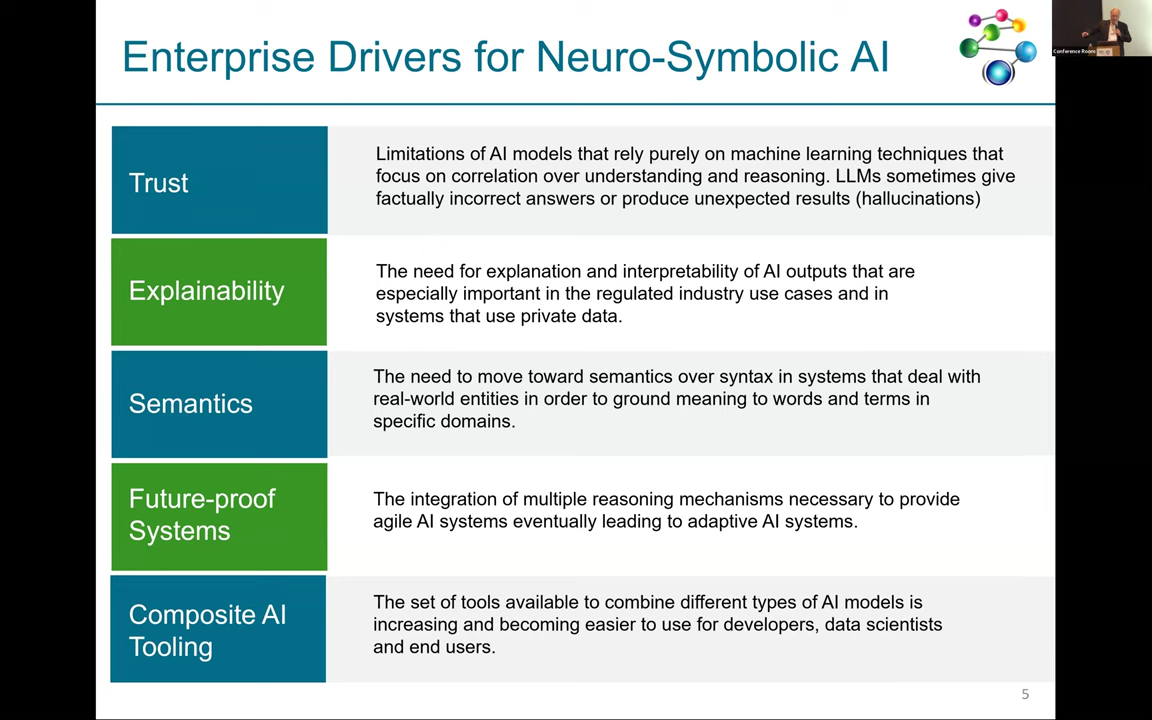 Enterprise Drivers for Neuro-Symbolic AI
Conference Room
Trust
Limitations of AI models that rely purely on machine learning techniques that
focus on correlation over understanding and reasoning. LLMs sometimes give
factually incorrect answers or produce unexpected results (hallucinations)
Explainability
The need for explanation and interpretability of AI outputs that are
especially important in the regulated industry use cases and in
systems that use private data.
Semantics
The need to move toward semantics over syntax in systems that deal with
real-world entities in order to ground meaning to words and terms in
specific domains.
Future-proof
Systems
The integration of multiple reasoning mechanisms necessary to provide
agile AI systems eventually leading to adaptive AI systems.
Composite AI
Tooling
The set of tools available to combine different types of AI models is
increasing and becoming easier to use for developers, data scientists
and end users.
5